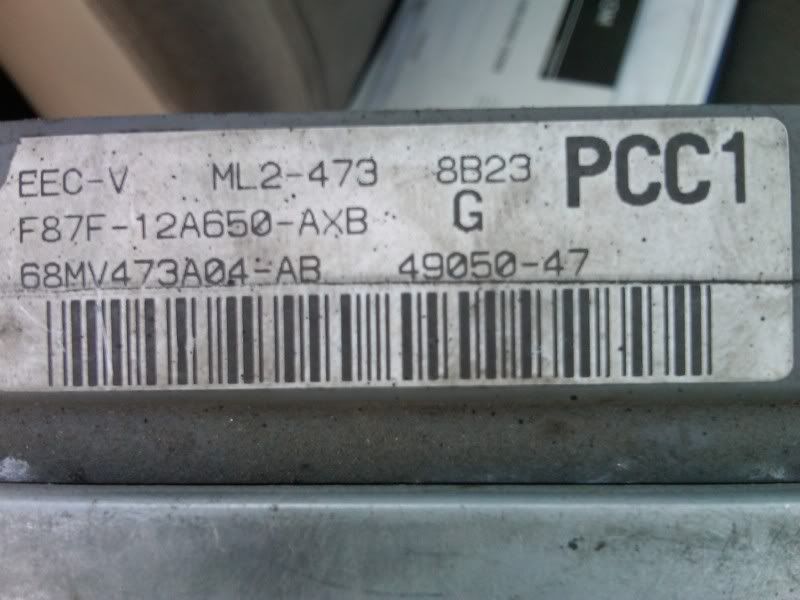 EEC-V ML2-473 8B23 PCC1
F87F-12A650-AXB G
68MV473A04-AB 49050-47